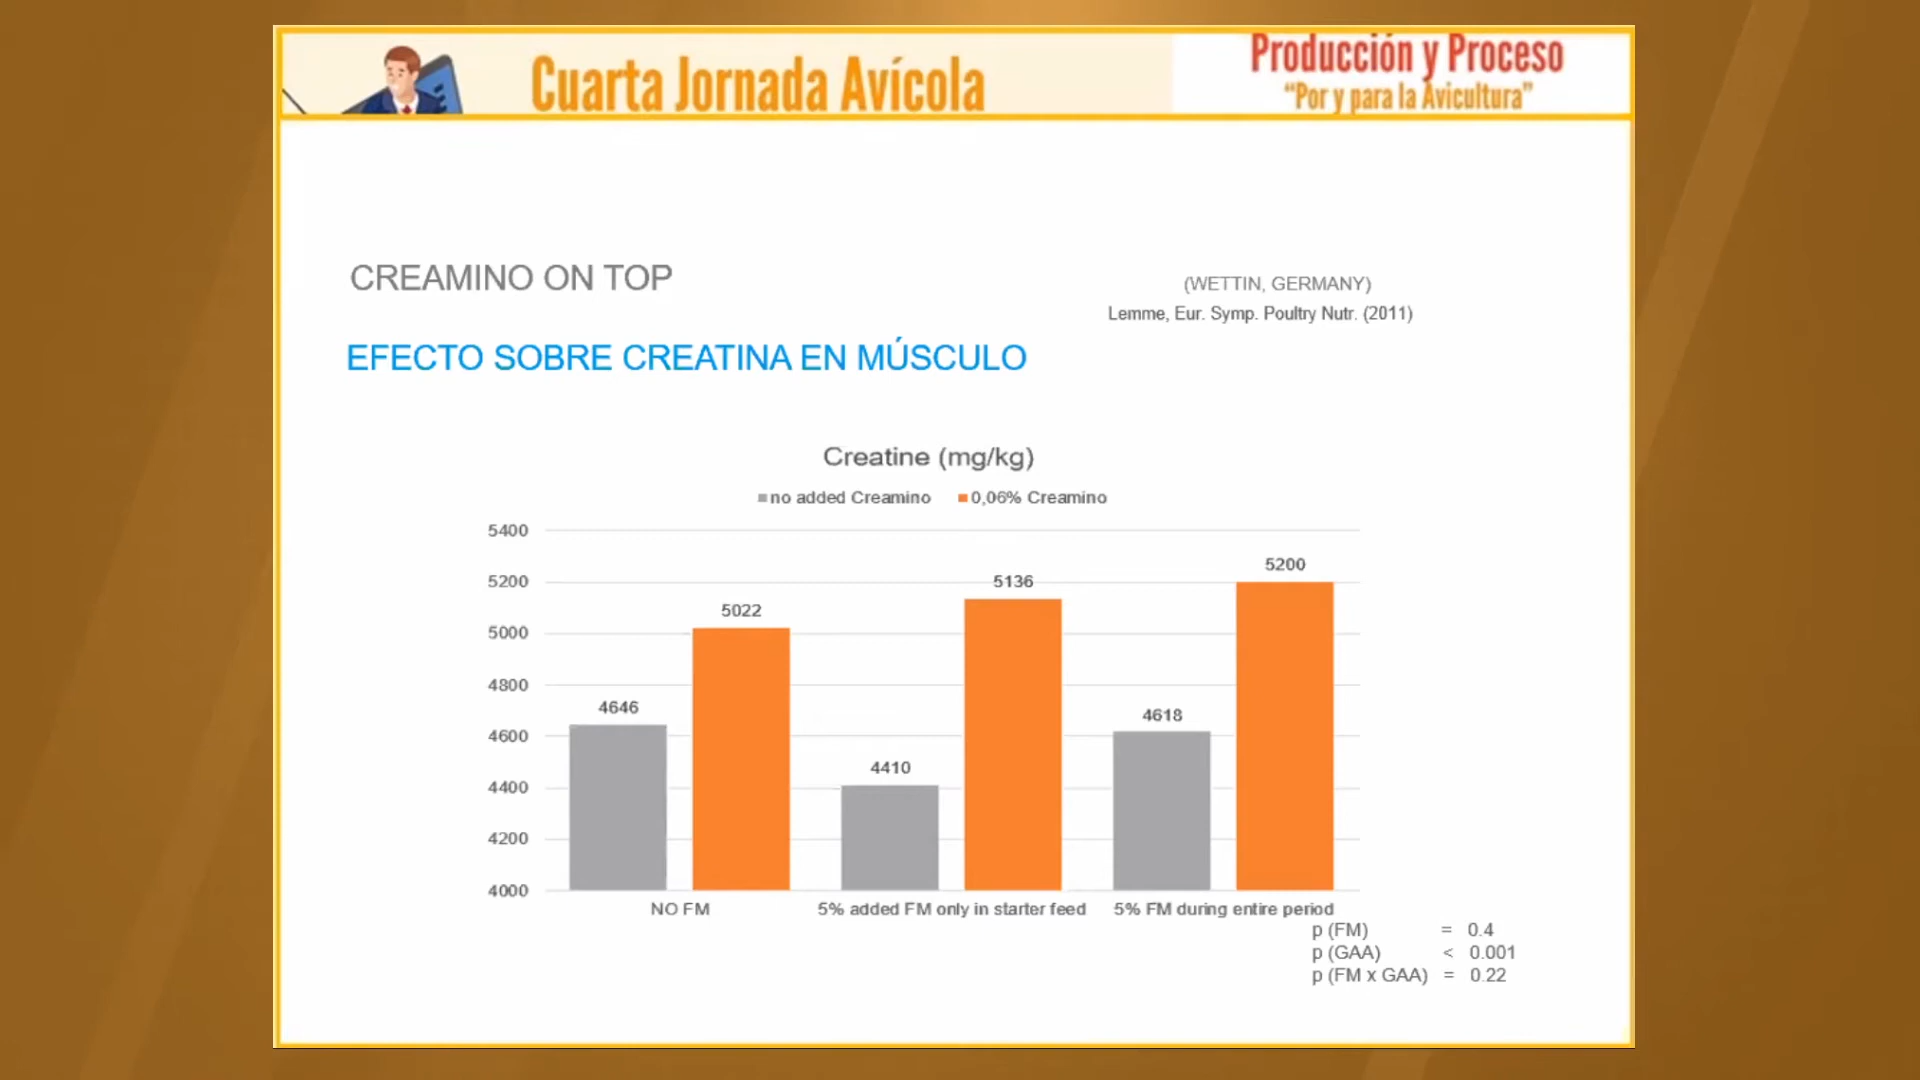 Cuarta Jornada Avícola
Producción y Proceso
“Por y para la Avicultura”
CREAMINO ON TOP
(WETTIN, GERMANY)
Lemme, Eur. Symp. Poultry Nutr. (2011)
EFECTO SOBRE CREATINA EN MÚSCULO
Creatine (mg/kg)
no added Creamino 0,06% Creamino
5400
5200
5000
4800
4600
4400
4200
4000
4646
5022
4410
5136
4618
5200
NO FM
5% added FM only in starter feed
5% FM during entire period
p (FM) = 0.4
p (GAA) < 0.001
p (FM x GAA) = 0.22